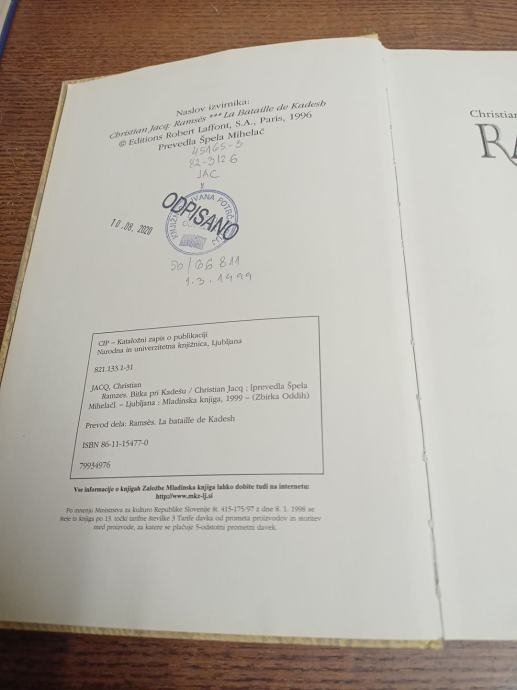 Naslov izvirnika:
Christian Jacq: Ramsès *** La Bataille de Kadesh
© Editions Robert Laffont, S.A., Paris, 1996
Prevedla Špela Mihelač
45165-3
82-312.6
JAC
ODPISANO
10.09.2020
50/66 811
1.3.1999
CIP – Kataložni zapis o publikaciji
Narodna in univerzitetna knjižnica, Ljubljana
821.133.1-31
JACQ, Christian
Ramzes. Bitka pri Kadešu / Christian Jacq ; [prevedla Špela
Mihelač]. – Ljubljana : Mladinska knjiga, 1999 – (Zbirka Oddih)
Prevod dela: Ramsès. La bataille de Kadesh
ISBN 86-11-15477-0
79934976
Vse informacije o knjigah Založbe Mladinska knjiga lahko dobite tudi na internetu:
http://www.mkz-lj.si
Po mnenju Ministrstva za kulturo Republike Slovenije št. 415-175/97 z dne 8. 1. 1998 se
šteje ta knjiga po 13. točki tarifne številke 3 Tarife davka od prometa proizvodov in storitev
med proizvode, za katere se plačuje 5-odstotni prometni davek.
Christian
RA